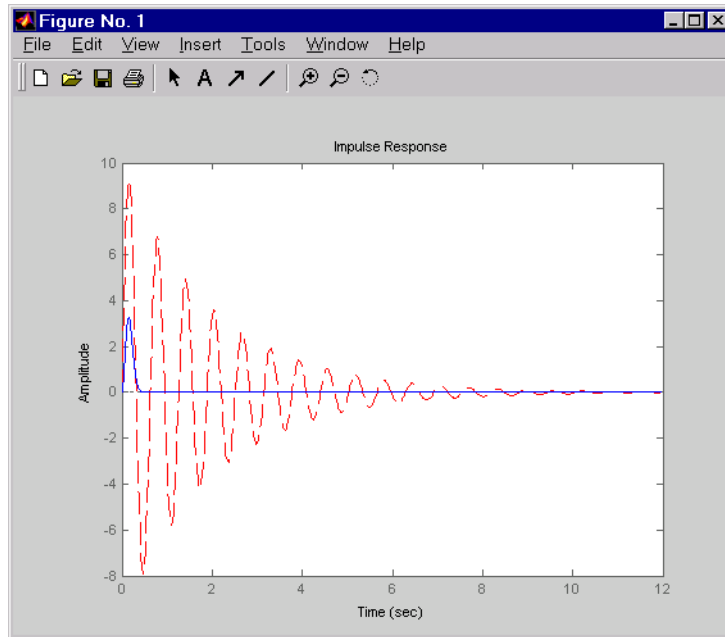 Figure No. 1
File Edit View Insert Tools Window Help
A
Impulse Response
10
8
6
4
2
0
-2
-4
-6
-8
Amplitude
0 2 4 6 8 10 12
Time (sec)